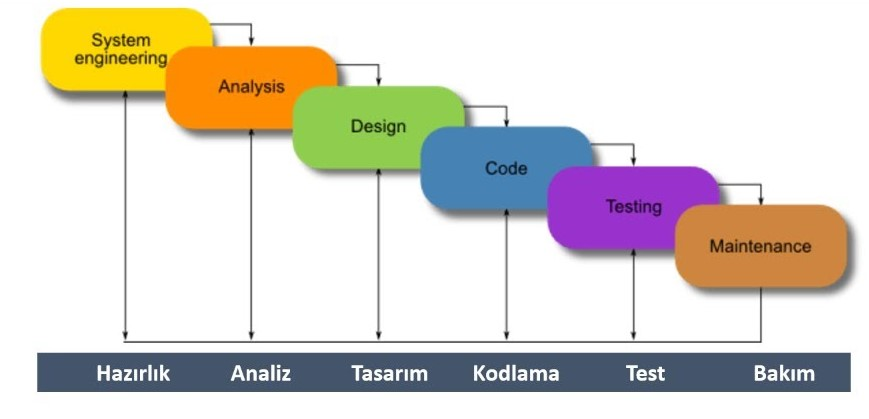 System
engineering
Analysis
Design
Code
Testing
Maintenance
Hazırlık Analiz Tasarım Kodlama Test Bakım